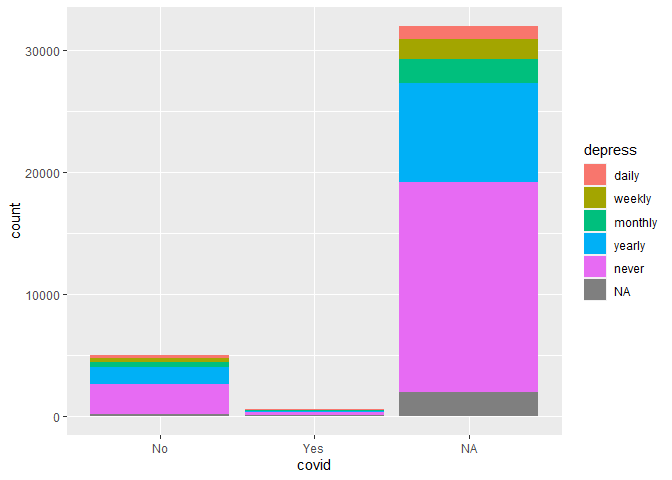 30000
20000
10000
0
count
No Yes NA
covid
depress
daily
weekly
monthly
yearly
never
NA